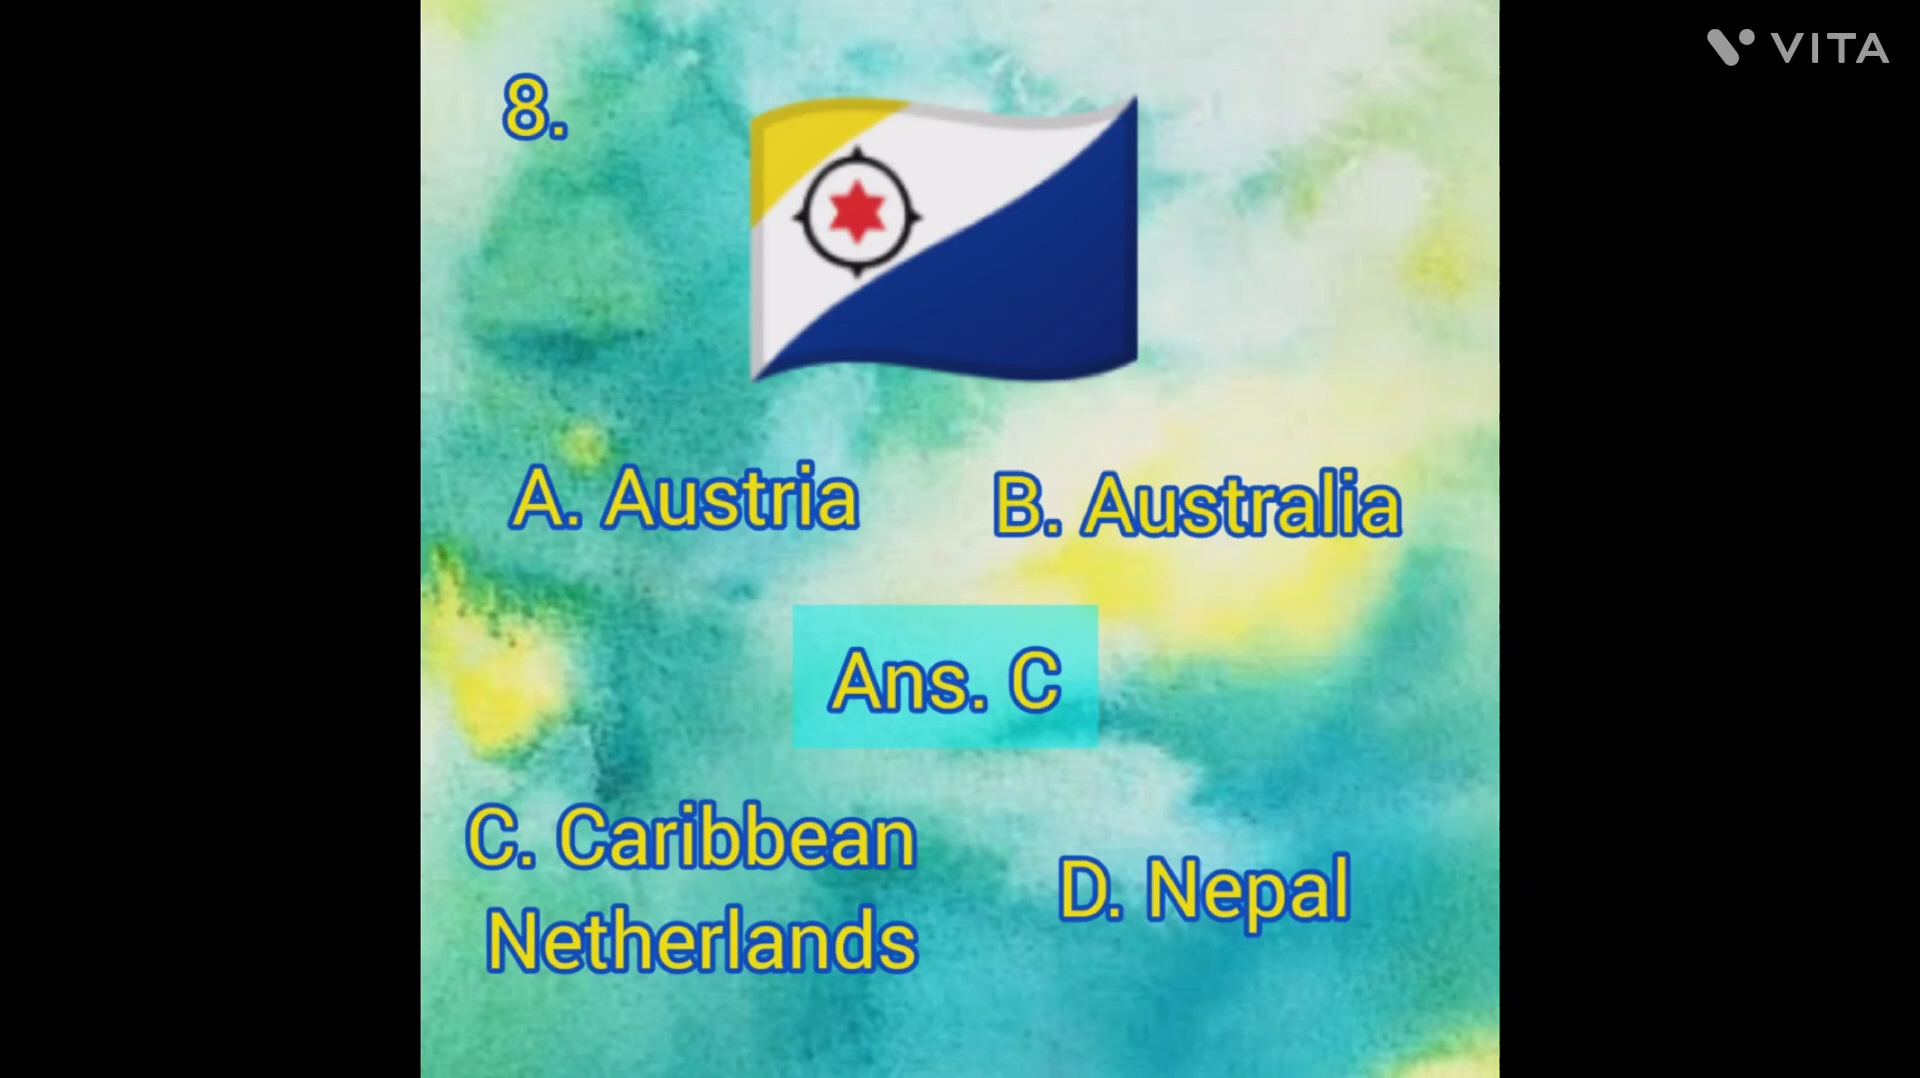 VITA
8.
A. Austria
B. Australia
Ans. C
C. Caribbean
Netherlands
D. Nepal